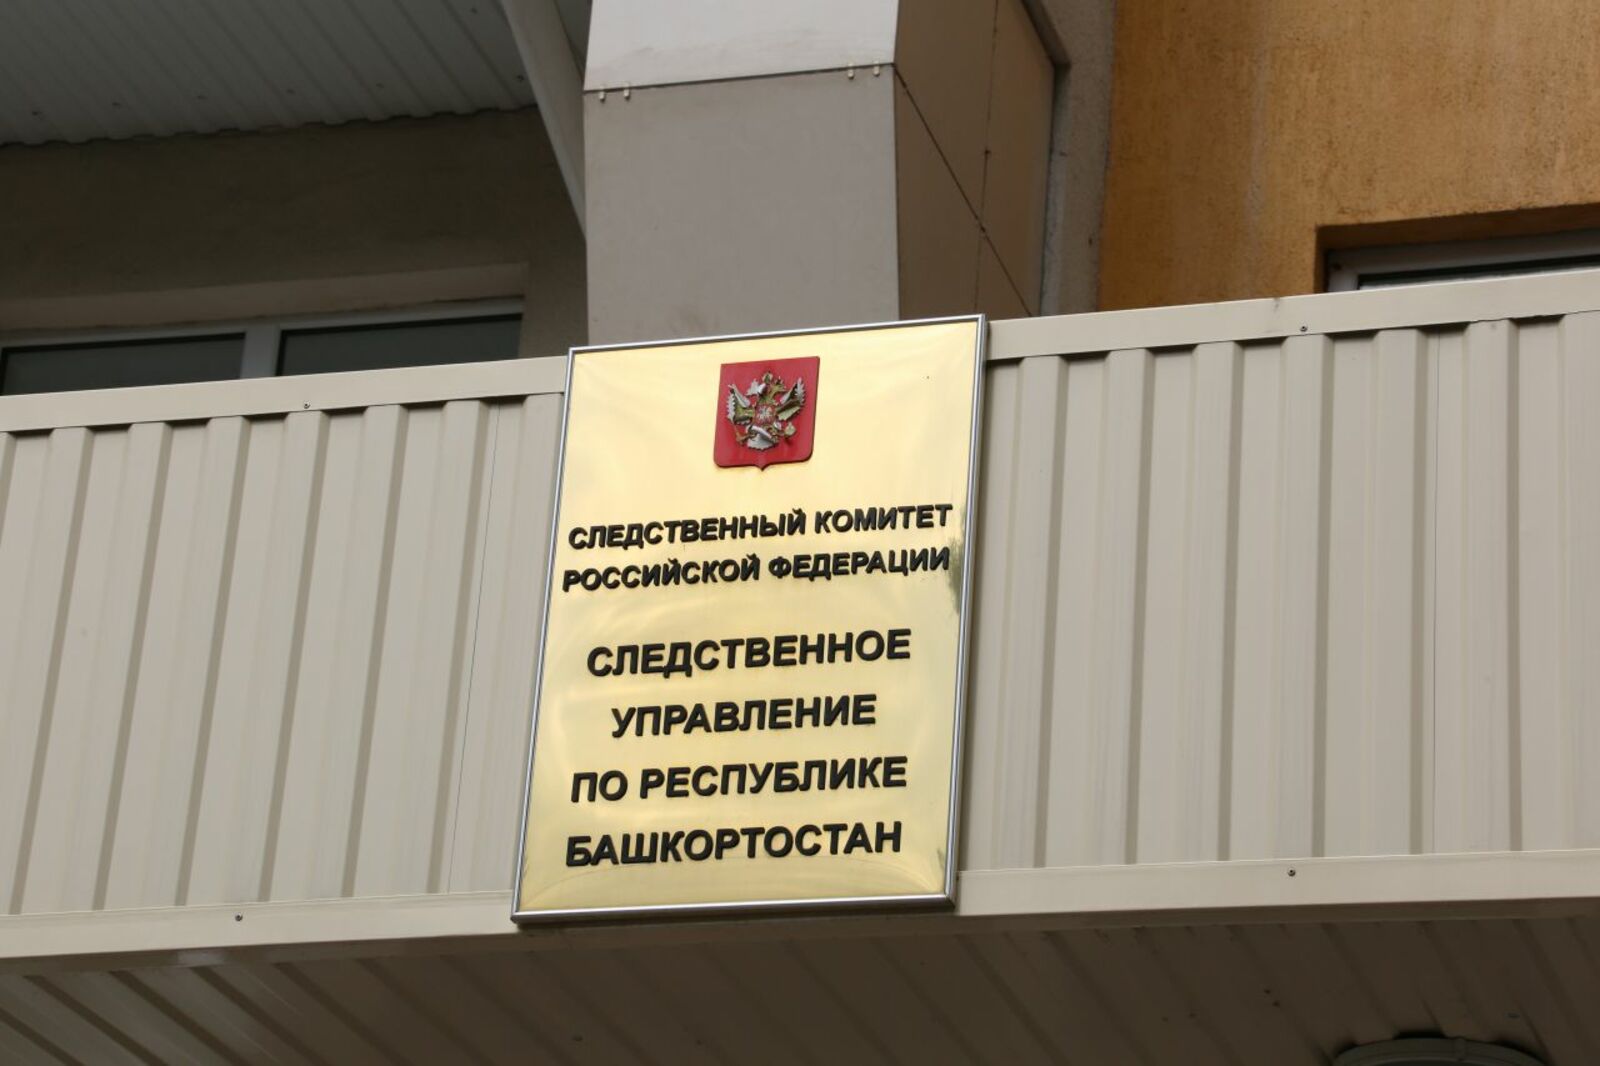 СЛЕДСТВЕННЫЙ КОМИТЕТ
РОССИЙСКОЙ ФЕДЕРАЦИИ
СЛЕДСТВЕННОЕ
УПРАВЛЕНИЕ
ПО РЕСПУБЛИКЕ
БАШКОРТОСТАН